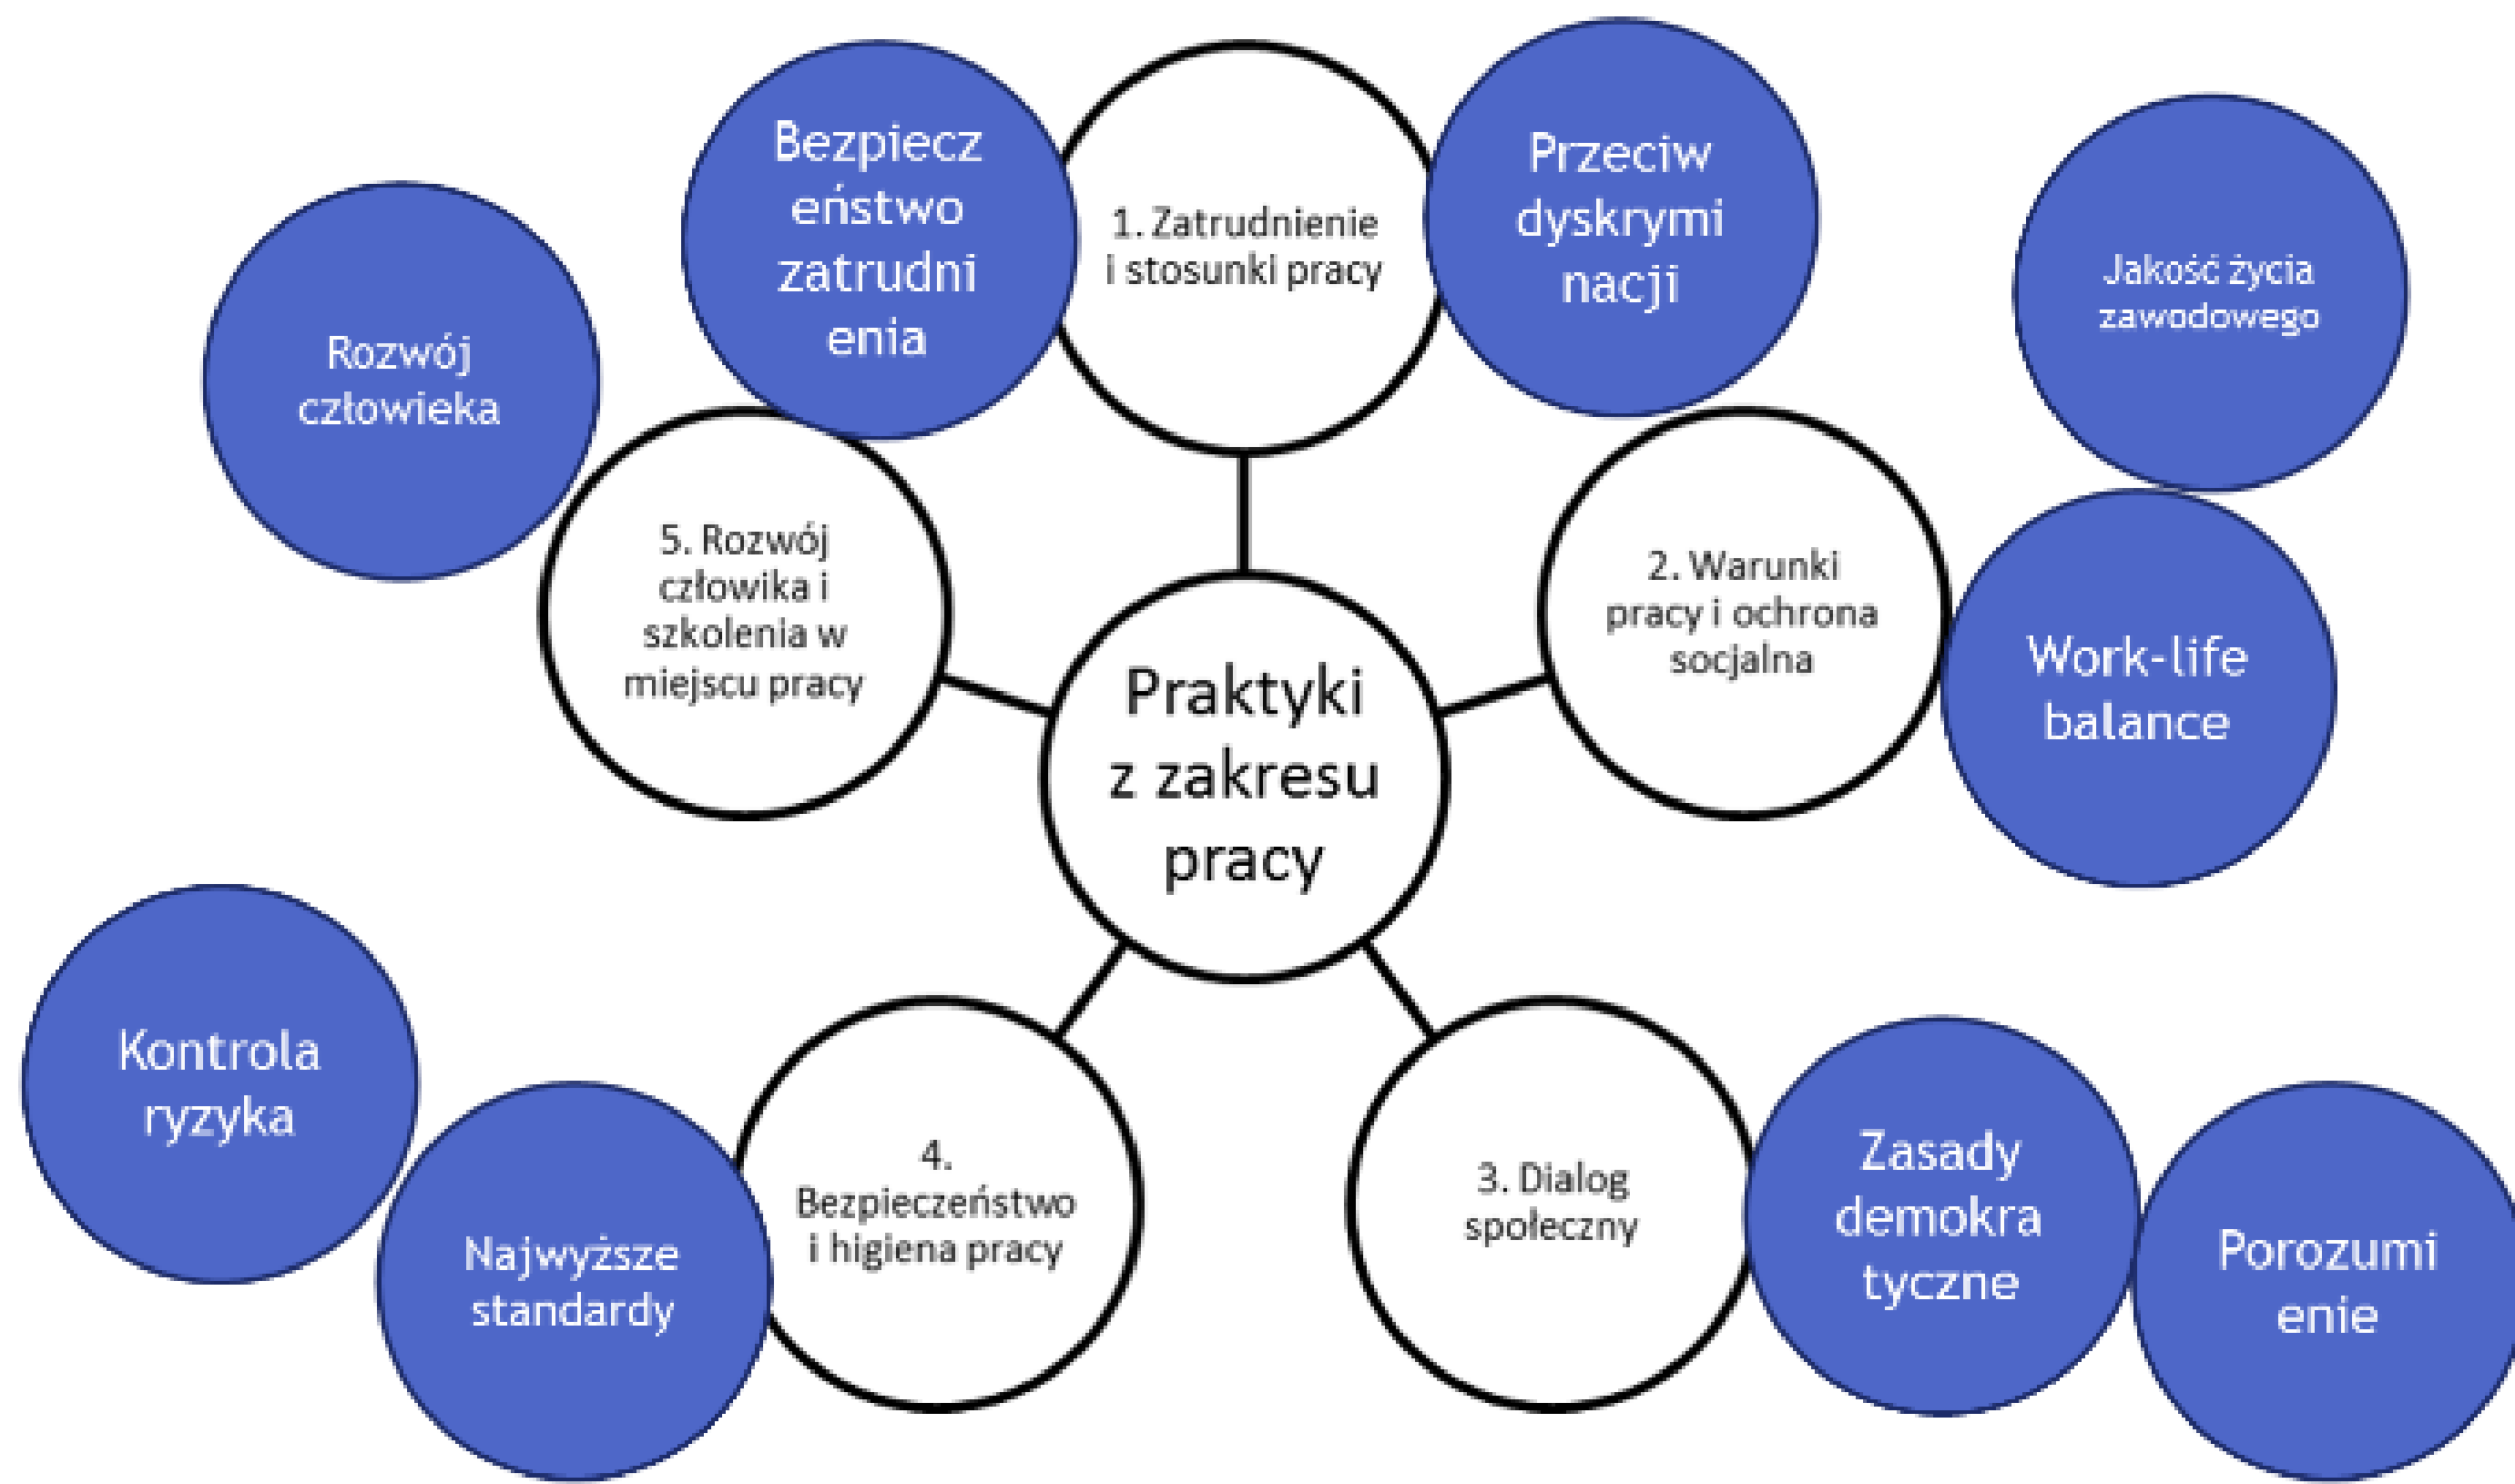 Bezpiecz
eństwo
zatrudni
enia
1. Zatrudnienie
i stosunki pracy
Przeciw
dyskrymi
nacji
Jakość życia
zawodowego
Rozwój
człowieka
5. Rozwój
człowika i
szkolenia w
miejscu pracy
2. Warunki
pracy i ochrona
socjalna
Work-life
balance
Praktyki
z zakresu
pracy
Kontrola
ryzyka
Najwyższe
standardy
4.
Bezpieczeństwo
i higiena pracy
3. Dialog
społeczny
Zasady
demokra
tyczne
Porozumi
enie